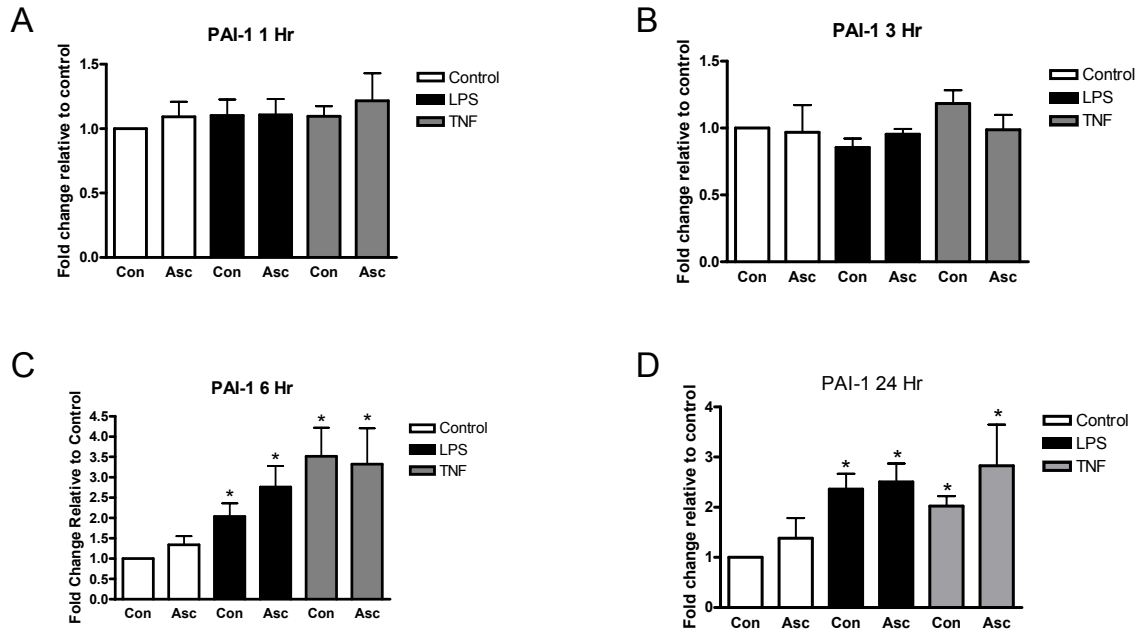 A
PAI-1 1 Hr
Fold change relative to control
1.5
1.0
0.5
0.0
Con Asc Con Asc Con Asc
Control
LPS
TNF
B
PAI-1 3 Hr
Fold change relative to control
1.5
1.0
0.5
0.0
Con Asc Con Asc Con Asc
Control
LPS
TNF
C
PAI-1 6 Hr
Fold Change Relative to Control
4.5
4.0
3.5
3.0
2.5
2.0
1.5
1.0
0.5
0.0
* * * *
Con Asc Con Asc Con Asc
Control
LPS
TNF
D
PAI-1 24 Hr
Fold change relative to control
4
3
2
1
0
* * * *
Con Asc Con Asc Con Asc
Control
LPS
TNF